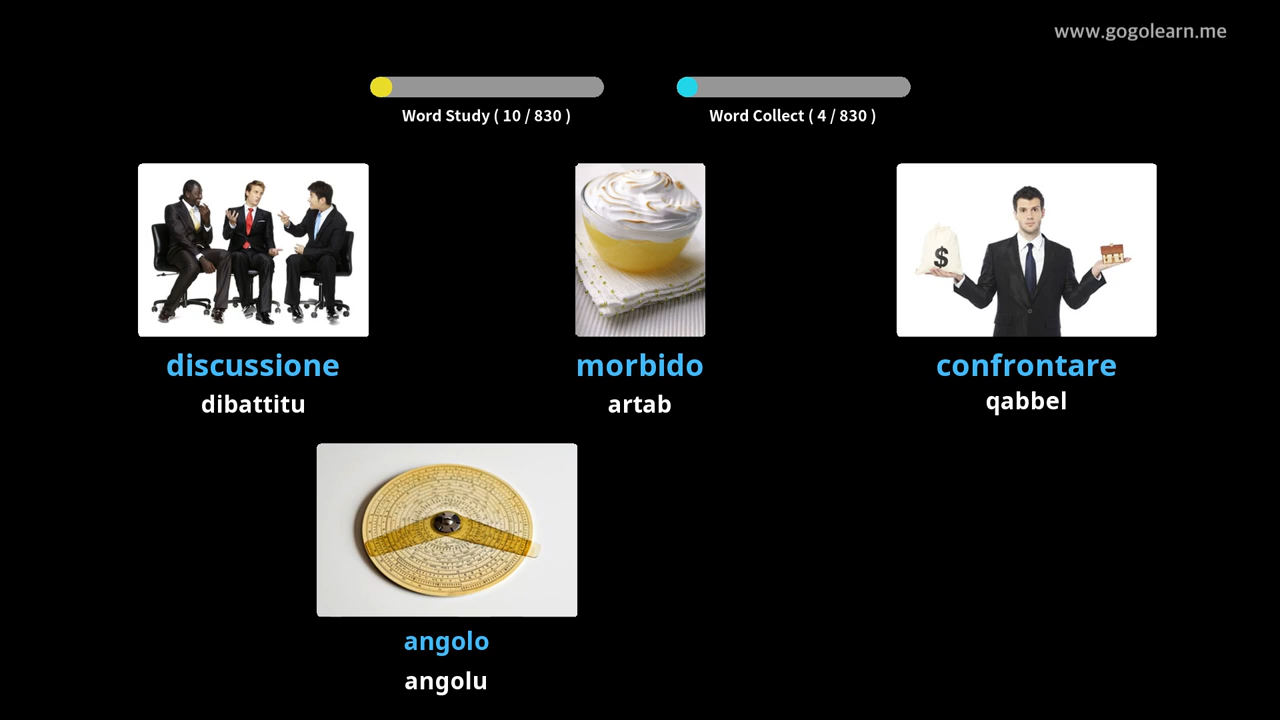 www.gogolearn.me
Word Study ( 10 / 830 )
Word Collect ( 4 / 830 )
$
discussione
morbido
confrontare
dibattitu
artab
qabbel
angolo
angolu